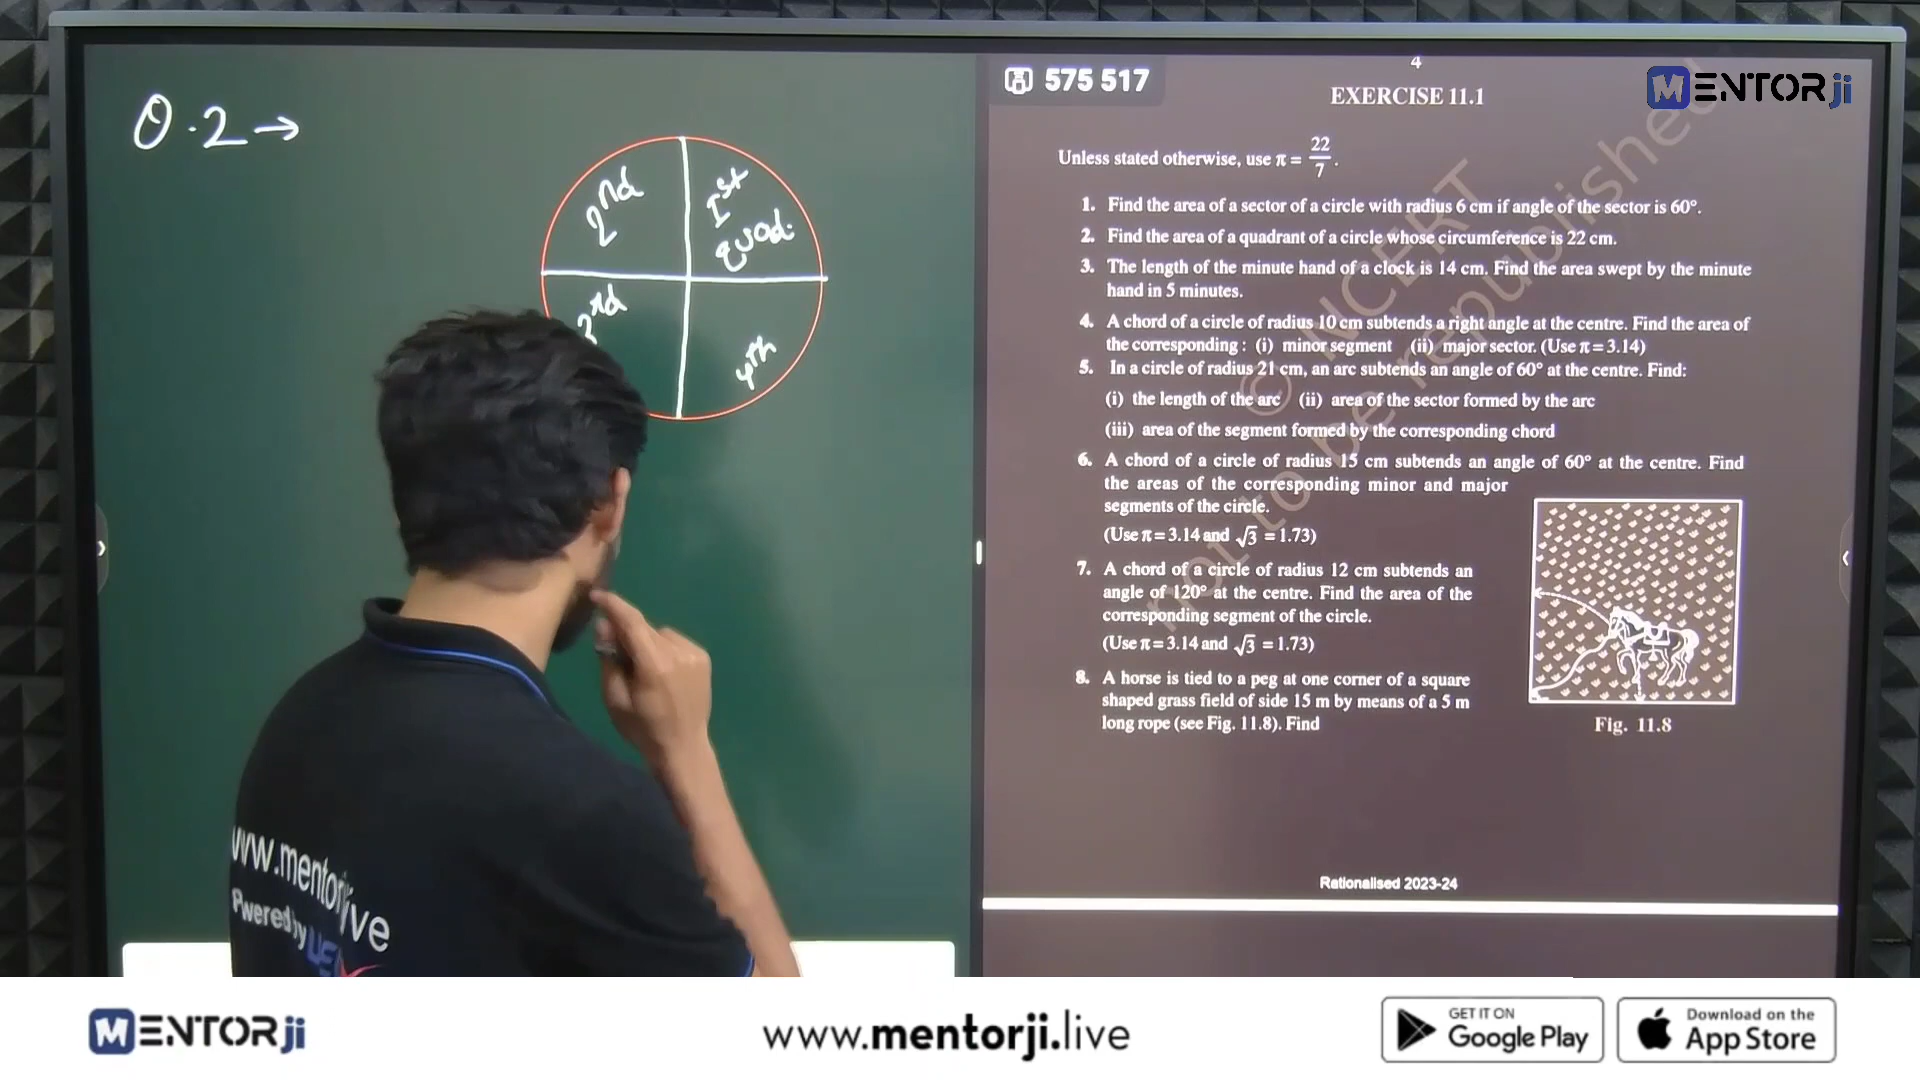 Q.2→
2nd
Ist
quad.
3rd
4th
575 517
4
EXERCISE 11.1
MENTORji
Unless stated otherwise, use π = 22/7.
1. Find the area of a sector of a circle with radius 6 cm if angle of the sector is 60°.
2. Find the area of a quadrant of a circle whose circumference is 22 cm.
3. The length of the minute hand of a clock is 14 cm. Find the area swept by the minute
hand in 5 minutes.
4. A chord of a circle of radius 10 cm subtends a right angle at the centre. Find the area of
the corresponding : (i) minor segment (ii) major sector. (Use π = 3.14)
5. In a circle of radius 21 cm, an arc subtends an angle of 60° at the centre. Find:
(i) the length of the arc (ii) area of the sector formed by the arc
(iii) area of the segment formed by the corresponding chord
6. A chord of a circle of radius 15 cm subtends an angle of 60° at the centre. Find
the areas of the corresponding minor and major
segments of the circle.
(Use π = 3.14 and √3 = 1.73)
7. A chord of a circle of radius 12 cm subtends an
angle of 120° at the centre. Find the area of the
corresponding segment of the circle.
(Use π = 3.14 and √3 = 1.73)
8. A horse is tied to a peg at one corner of a square
shaped grass field of side 15 m by means of a 5 m
long rope (see Fig. 11.8). Find
Fig. 11.8
Rationalised 2023-24
© NCERT
not to be republished
www.mentorji.live
Powered by
MENTORji
www.mentorji.live
GET IT ON
Google Play
Download on the
App Store